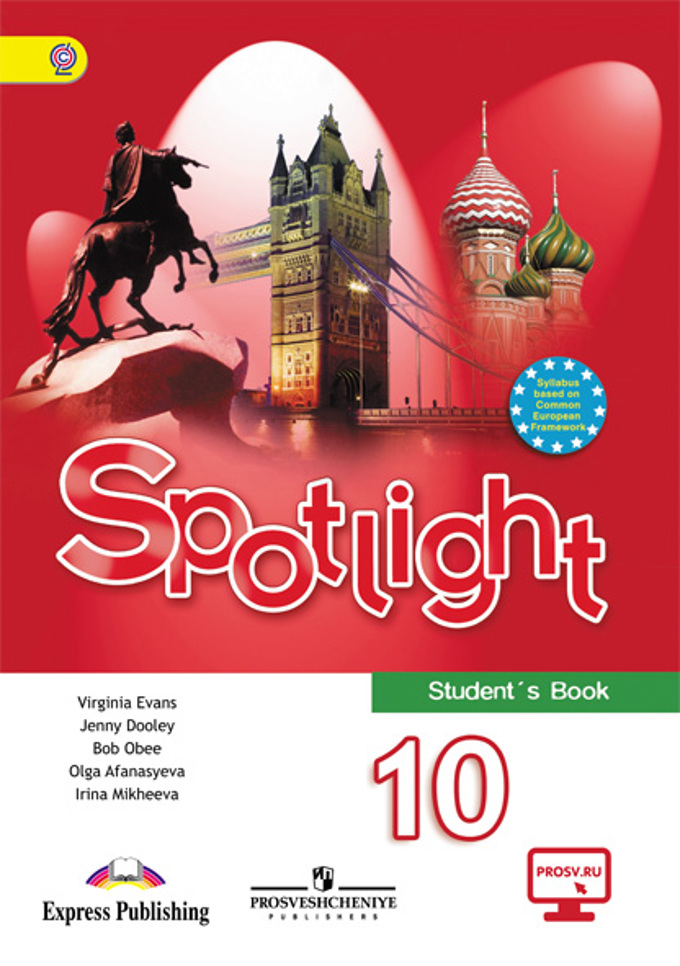 Syllabus
based on
Common
European
Framework
Spotlight
Student´s Book
Virginia Evans
Jenny Dooley
Bob Obee
Olga Afanasyeva
Irina Mikheeva
10
PROSV.RU
Express Publishing
PROSVESHCHENIYE
PUBLISHERS